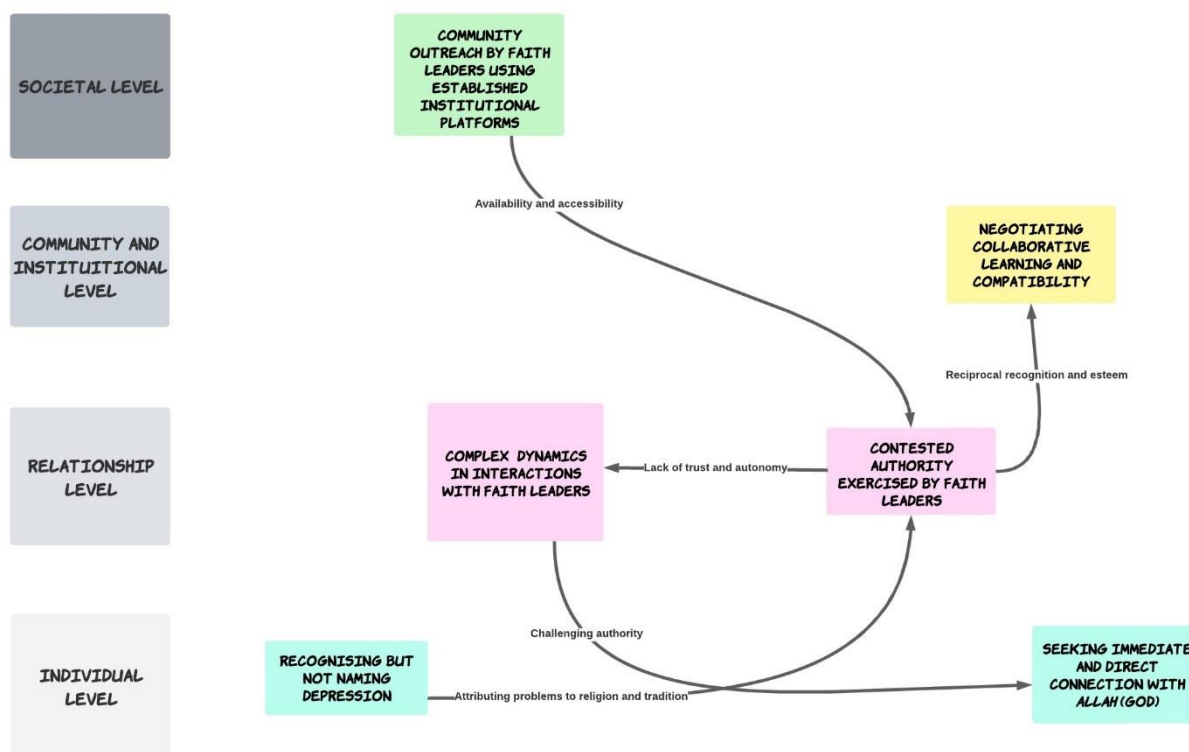 COMMUNITY
OUTREACH BY FAITH
LEADERS USING
ESTABLISHED
INSTITUTIONAL
PLATFORMS
SOCIETAL LEVEL
Availability and accessibility
COMMUNITY AND
INSTITUITIONAL
LEVEL
NEGOTIATING
COLLABORATIVE
LEARNING AND
COMPATIBILITY
Reciprocal recognition and esteem
RELATIONSHIP
LEVEL
COMPLEX DYNAMICS
IN INTERACTIONS
WITH FAITH LEADERS
Lack of trust and autonomy
CONTESTED
AUTHORITY
EXERCISED BY FAITH
LEADERS
Challenging authority
INDIVIDUAL
LEVEL
RECOGNISING BUT
NOT NAMING
DEPRESSION
Attributing problems to religion and tradition
SEEKING IMMEDIATE
AND DIRECT
CONNECTION WITH
ALLAH (GOD)